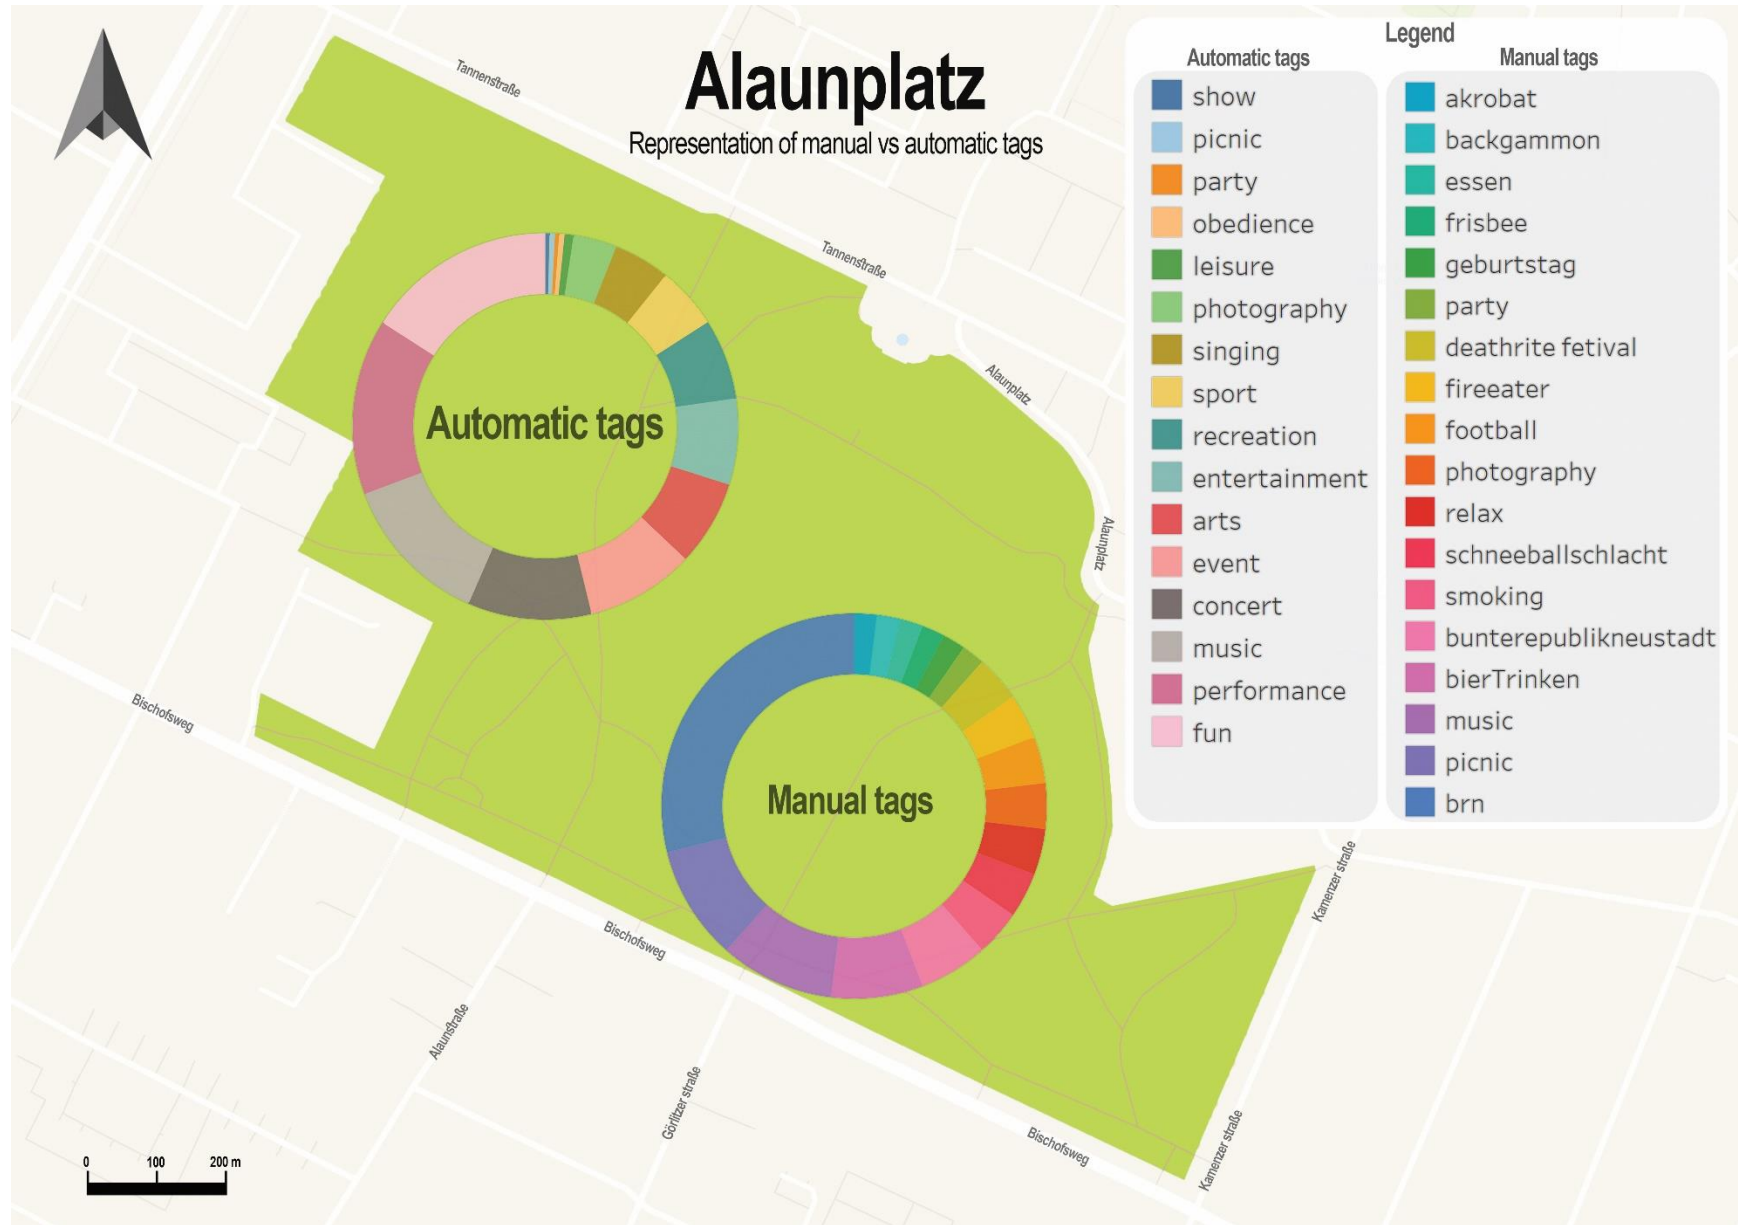 Alaunplatz
Representation of manual vs automatic tags
Legend
Automatic tags
show
picnic
party
obedience
leisure
photography
singing
sport
recreation
entertainment
arts
event
concert
music
performance
fun
Manual tags
akrobat
backgammon
essen
frisbee
geburtstag
party
deathrite fetival
fireeater
football
photography
relax
schneeballschlacht
smoking
bunterepublikneustadt
bierTrinken
music
picnic
brn
Tannenstraße
Tannenstraße
Alaunplatz
Alaunplatz
Automatic tags
Manual tags
Bischofsweg
Bischofsweg
Bischofsweg
Kamenzer straße
Kamenzer straße
Alaunstraße
Görlitzer straße
0 100 200 m